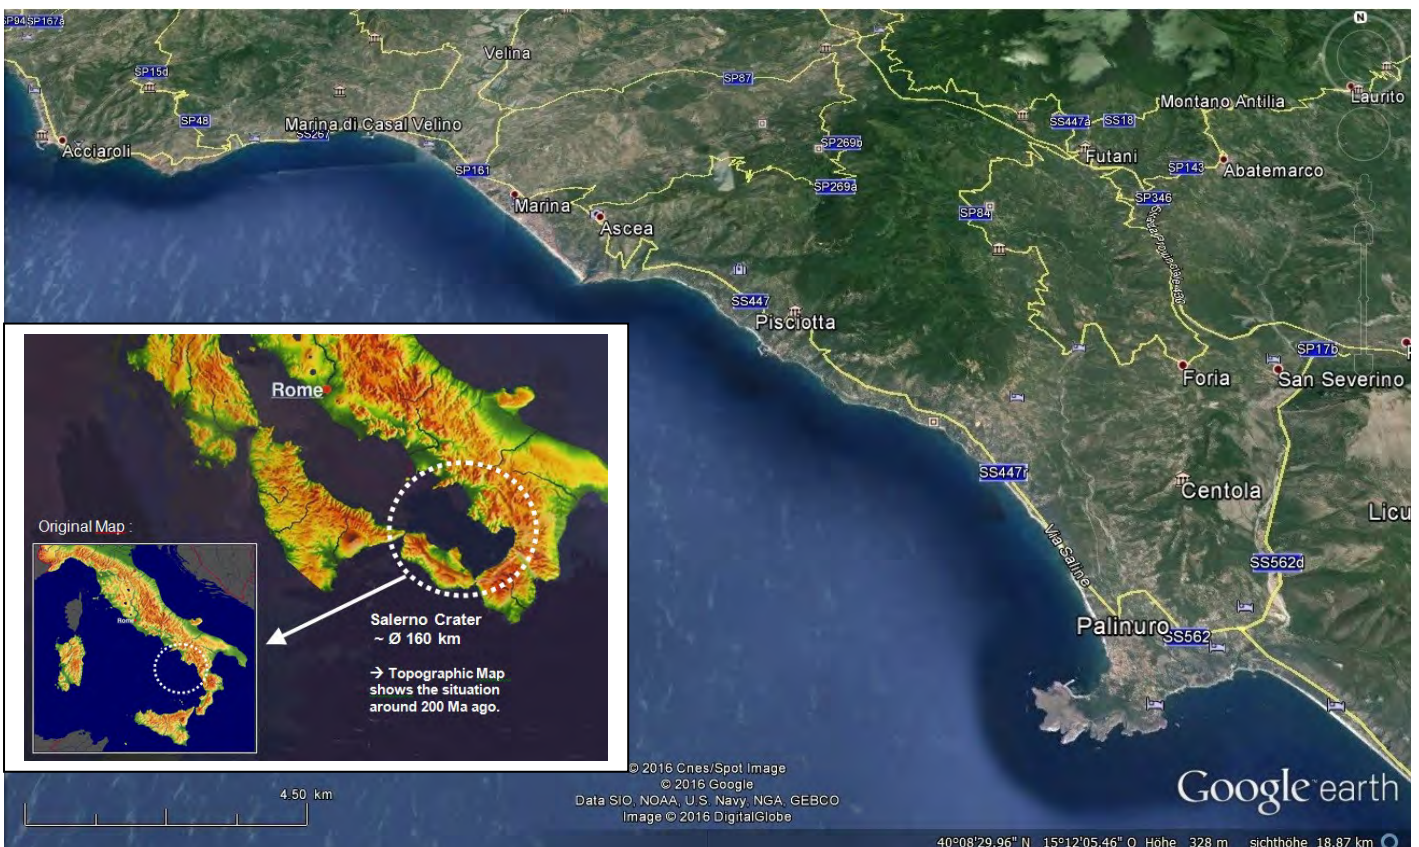 SP94 SP167a
Velina
SP15d
SP87
SP48
Marina di Casal Velino
SS267
Acciaroli
SP161
SP269b
SP269a
Marina
Ascea
SS447a
SS18
Montano Antilia
Laurito
Futani
SP143
Abatemarco
SP346
SP84
N
SS447
Pisciotta
SP17b
Foria
San Severino
SS447r
Centola
Licu
Via Saline
SS562d
Palinuro
SS562
Rome
Original Map :
Rome
Salerno Crater
~ Ø 160 km
→ Topographic Map
shows the situation
around 200 Ma ago.
4.50 km
© 2016 Cnes/Spot Image
© 2016 Google
Data SIO, NOAA, U.S. Navy, NGA, GEBCO
Image © 2016 DigitalGlobe
Google earth
40°08'29.96" N 15°12'05.46" O Höhe 328 m sichthöhe 18.87 km